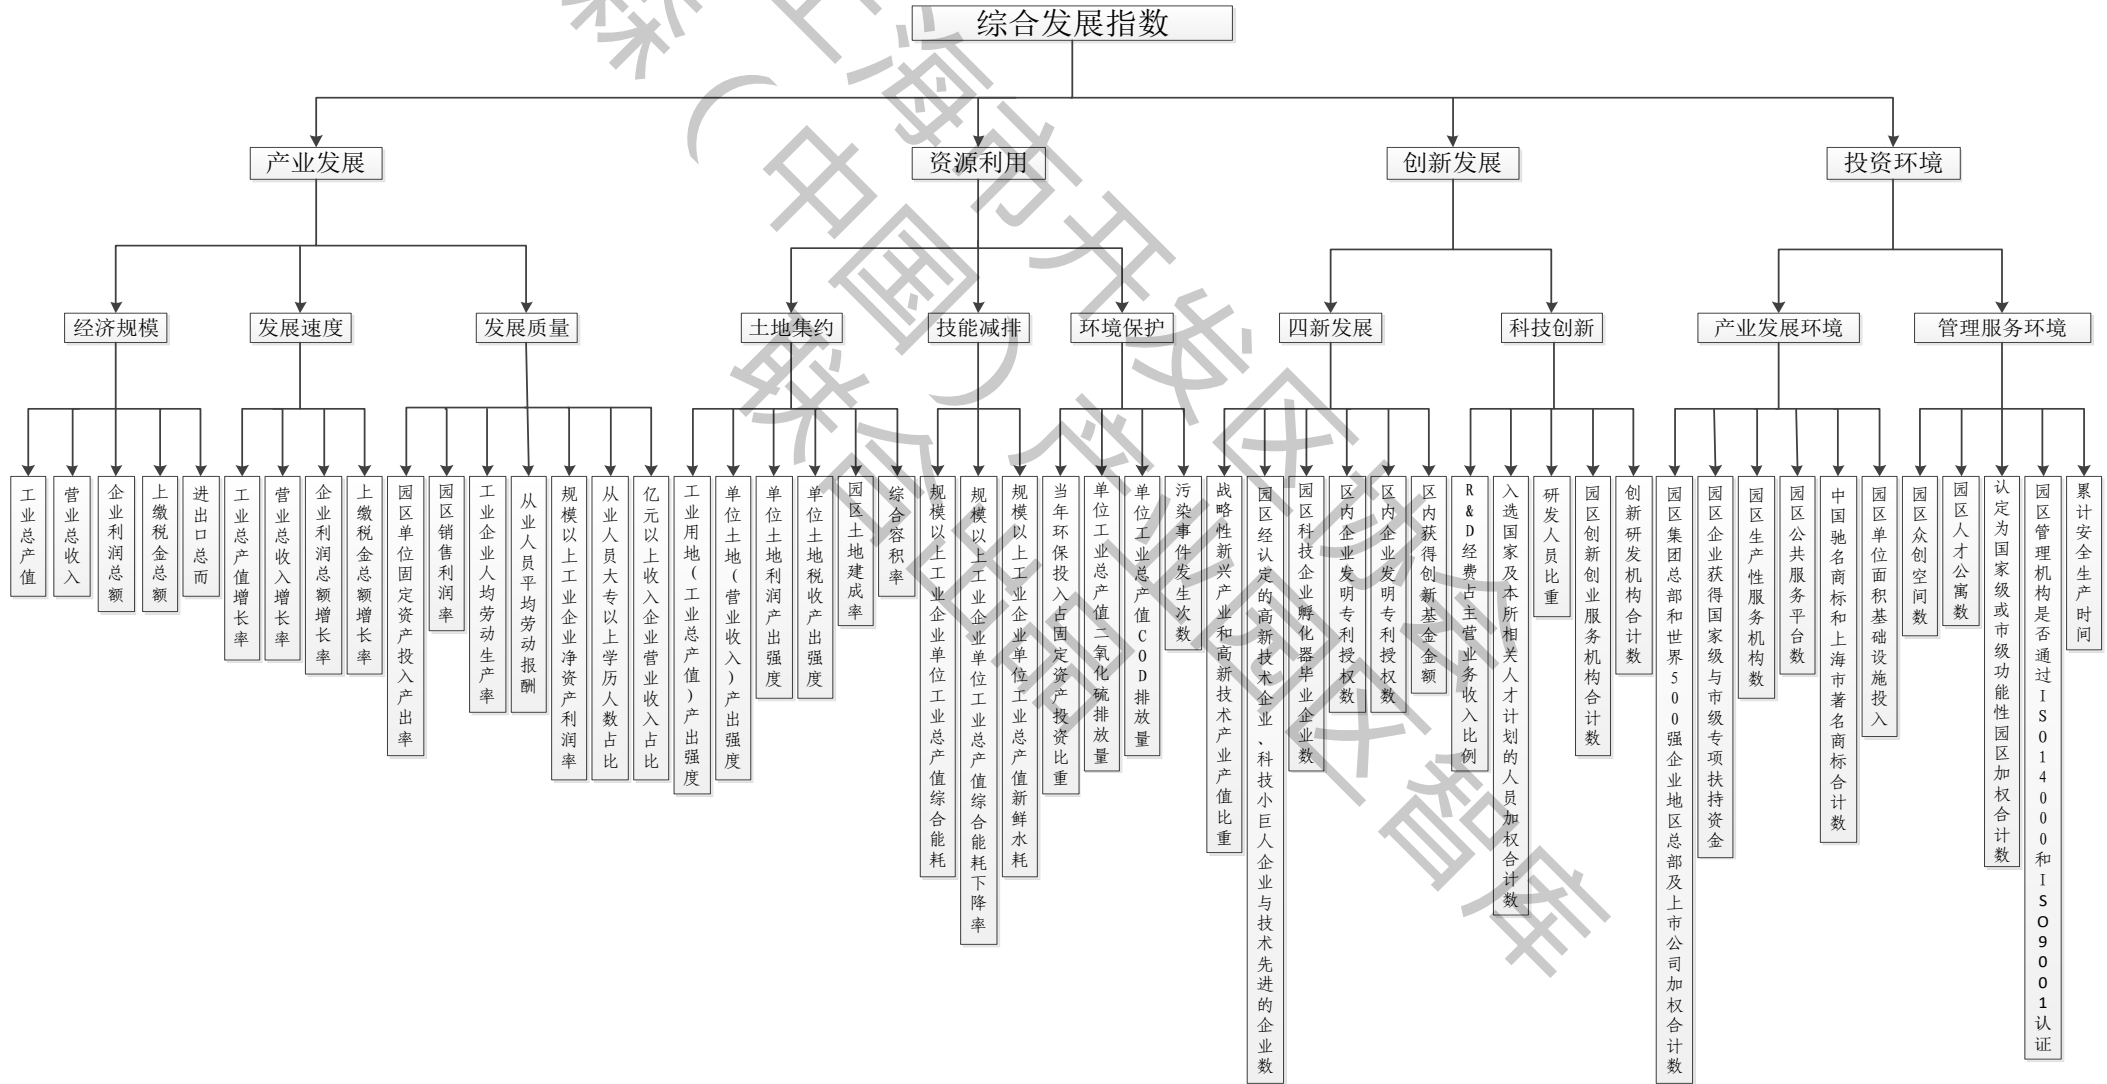 综合发展指数
产业发展
资源利用
创新发展
投资环境
经济规模
发展速度
发展质量
土地集约
技能减排
环境保护
四新发展
科技创新
产业发展环境
管理服务环境
工业总产值
营业总收入
企业利润总额
上缴税金总额
进出口总而
工业总产值增长率
营业总收入增长率
企业利润总额增长率
上缴税金总额增长率
园区单位固定资产投入产出率
园区销售利润率
工业企业人均劳动生产率
从业人员平均劳动报酬
规模以上工业企业净资产利润率
从业人员大专以上学历人数占比
亿元以上收入企业营业收入占比
工业用地(工业总产值)产出强度
单位土地(营业收入)产出强度
单位土地利润产出强度
单位土地税收产出强度
园区土地建成率
综合容积率
规模以上工业企业单位工业总产值综合能耗
规模以上工业企业单位工业总产值综合能耗下降率
规模以上工业企业单位工业总产值新鲜水耗
当年环保投入占固定资产投资比重
单位工业总产值二氧化硫排放量
单位工业总产值COD排放量
污染事件发生次数
战略性新兴产业和高新技术产业产值比重
园区经认定的高新技术企业、科技小巨人企业与技术先进的企业数
园区科技企业孵化器毕业企业数
区内企业发明专利授权数
区内企业发明专利授权数
区内获得创新基金金额
R&D经费占主营业务收入比例
入选国家及本所相关人才计划的人员加权合计数
研发人员比重
园区创新创业服务机构合计数
创新研发机构合计数
园区集团总部和世界500强企业地区总部及上市公司加权合计数
园区企业获得国家级与市级专项扶持资金
园区生产性服务机构数
园区公共服务平台数
中国驰名商标和上海市著名商标合计数
园区单位面积基础设施投入
园区众创空间数
园区人才公寓数
认定为国家级或市级功能性园区加权合计数
园区管理机构是否通过ISO14000和ISO9001认证
累计安全生产时间
上海市开发区协会
森(中国)产业园区智库
联合出品